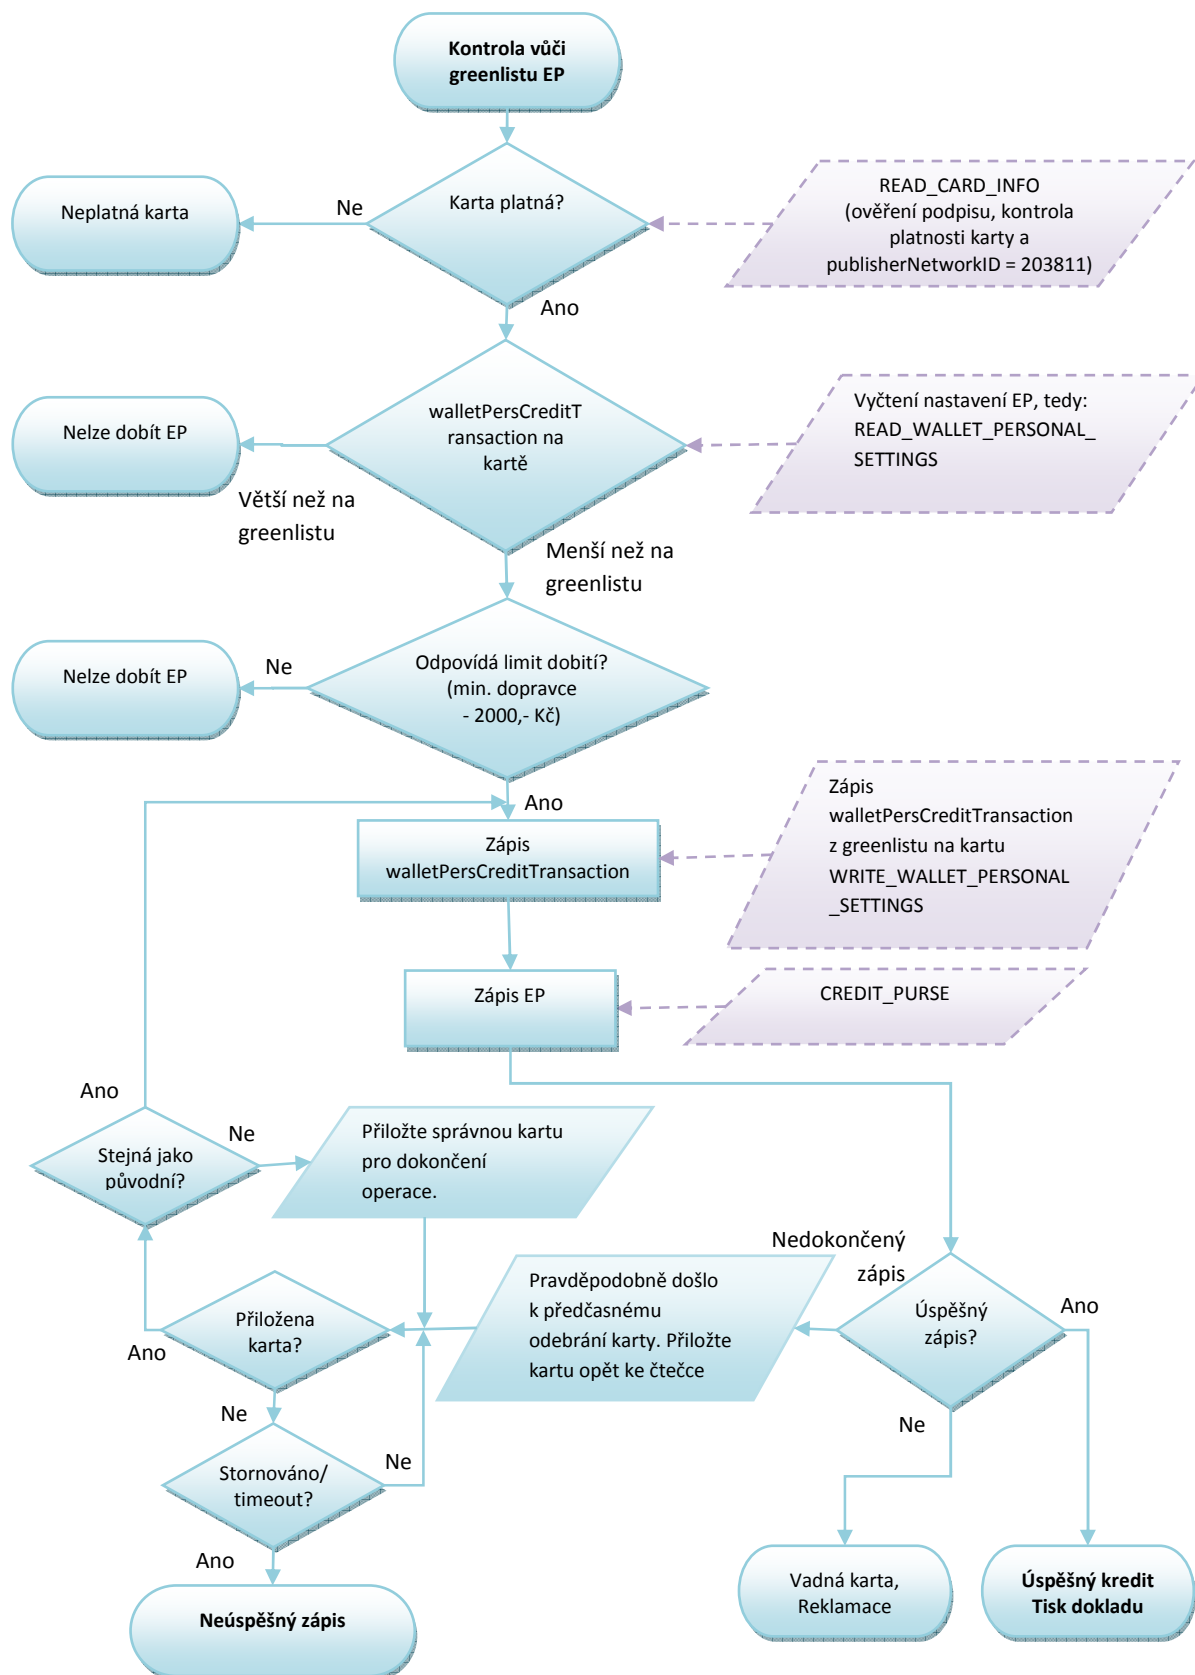 Kontrola vůči
greenlistu EP
Neplatná karta
Ne
Karta platná?
READ_CARD_INFO
(ověření podpisu, kontrola
platnosti karty a
publisherNetworkID = 203811)
Ano
Nelze dobít EP
walletPersCreditT
ransaction na
kartě
Vyčtení nastavení EP, tedy:
READ_WALLET_PERSONAL_
SETTINGS
Větší než na
greenlistu
Menší než na
greenlistu
Nelze dobít EP
Ne
Odpovídá limit dobití?
(min. dopravce
- 2000,- Kč)
Ano
Zápis
walletPersCreditTransaction
Zápis
walletPersCreditTransaction
z greenlistu na kartu
WRITE_WALLET_PERSONAL
_SETTINGS
Zápis EP
CREDIT_PURSE
Ano
Stejná jako
původní?
Ne
Přiložte správnou kartu
pro dokončení
operace.
Nedokončený
zápis
Přiložena
karta?
Ano
Pravděpodobně došlo
k předčasnému
odebrání karty. Přiložte
kartu opět ke čtečce
Úspěšný
zápis?
Ano
Ne
Ne
Stornováno/
timeout?
Ne
Ano
Neúspěšný zápis
Vadná karta,
Reklamace
Úspěšný kredit
Tisk dokladu